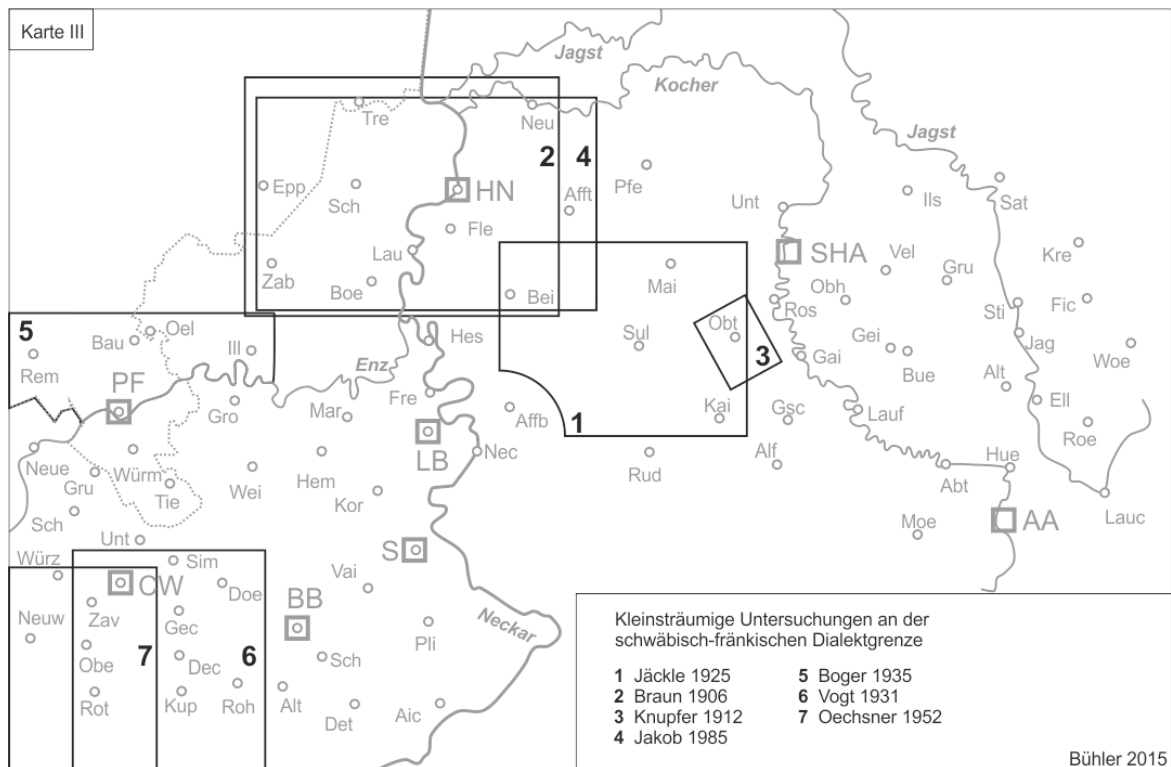 Karte III
Jagst
Kocher
Tre
Neu
Jagst
2 4
Pfe
Epp
Sch
HN
Afft
Unt
Ils
Sat
Fle
Lau
SHA
Kre
Zab
Boe
Bei
Mai
Obh
Vel
Gru
Fic
5
Oel
Bau
Ill
Hes
Sul
Obt
3
Ros
Gei
Sti
Jag
Woe
Rem
Enz
Gai
Bue
Alt
PF
Gro
Mar
Fre
Affb
1
Kai
Gsc
Lauf
Ell
Roe
Neue
Würm
LB
Nec
Gru
Tie
Wei
Hem
Kor
Rud
Alf
Abt
Hue
Sch
Moe
AA
Lauc
Unt
S
Würz
Sim
CW
Doe
Vai
Neuw
Zav
Gec
BB
Pli
Neckar
Obe
7
Dec
6
Sch
Rot
Kup
Roh
Alt
Det
Aic
Kleinsträumige Untersuchungen an der
schwäbisch-fränkischen Dialektgrenze
1 Jäckle 1925
2 Braun 1906
3 Knupfer 1912
4 Jakob 1985
5 Boger 1935
6 Vogt 1931
7 Oechsner 1952
Bühler 2015